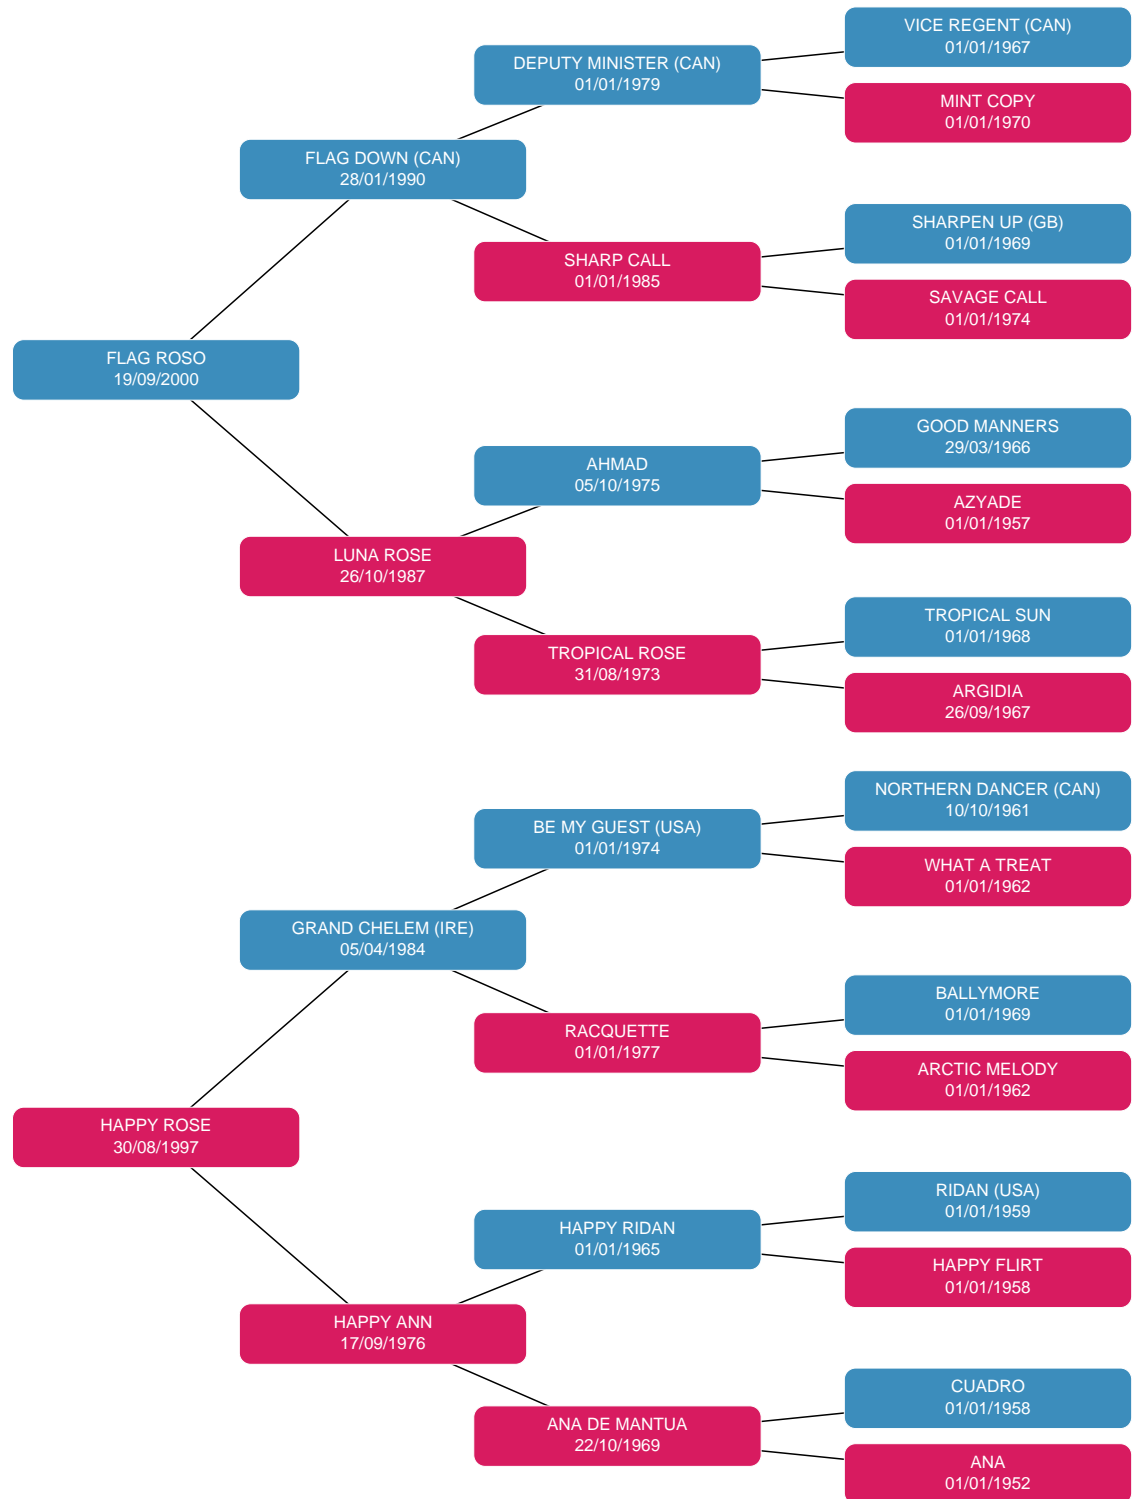 VICE REGENT (CAN)
01/01/1967
DEPUTY MINISTER (CAN)
01/01/1979
MINT COPY
01/01/1970
FLAG DOWN (CAN)
28/01/1990
SHARPEN UP (GB)
01/01/1969
SHARP CALL
01/01/1985
SAVAGE CALL
01/01/1974
FLAG ROSO
19/09/2000
GOOD MANNERS
29/03/1966
AHMAD
05/10/1975
AZYADE
01/01/1957
LUNA ROSE
26/10/1987
TROPICAL SUN
01/01/1968
TROPICAL ROSE
31/08/1973
ARGIDIA
26/09/1967
NORTHERN DANCER (CAN)
10/10/1961
BE MY GUEST (USA)
01/01/1974
WHAT A TREAT
01/01/1962
GRAND CHELEM (IRE)
05/04/1984
BALLYMORE
01/01/1969
RACQUETTE
01/01/1977
ARCTIC MELODY
01/01/1962
HAPPY ROSE
30/08/1997
RIDAN (USA)
01/01/1959
HAPPY RIDAN
01/01/1965
HAPPY FLIRT
01/01/1958
HAPPY ANN
17/09/1976
CUADRO
01/01/1958
ANA DE MANTUA
22/10/1969
ANA
01/01/1952